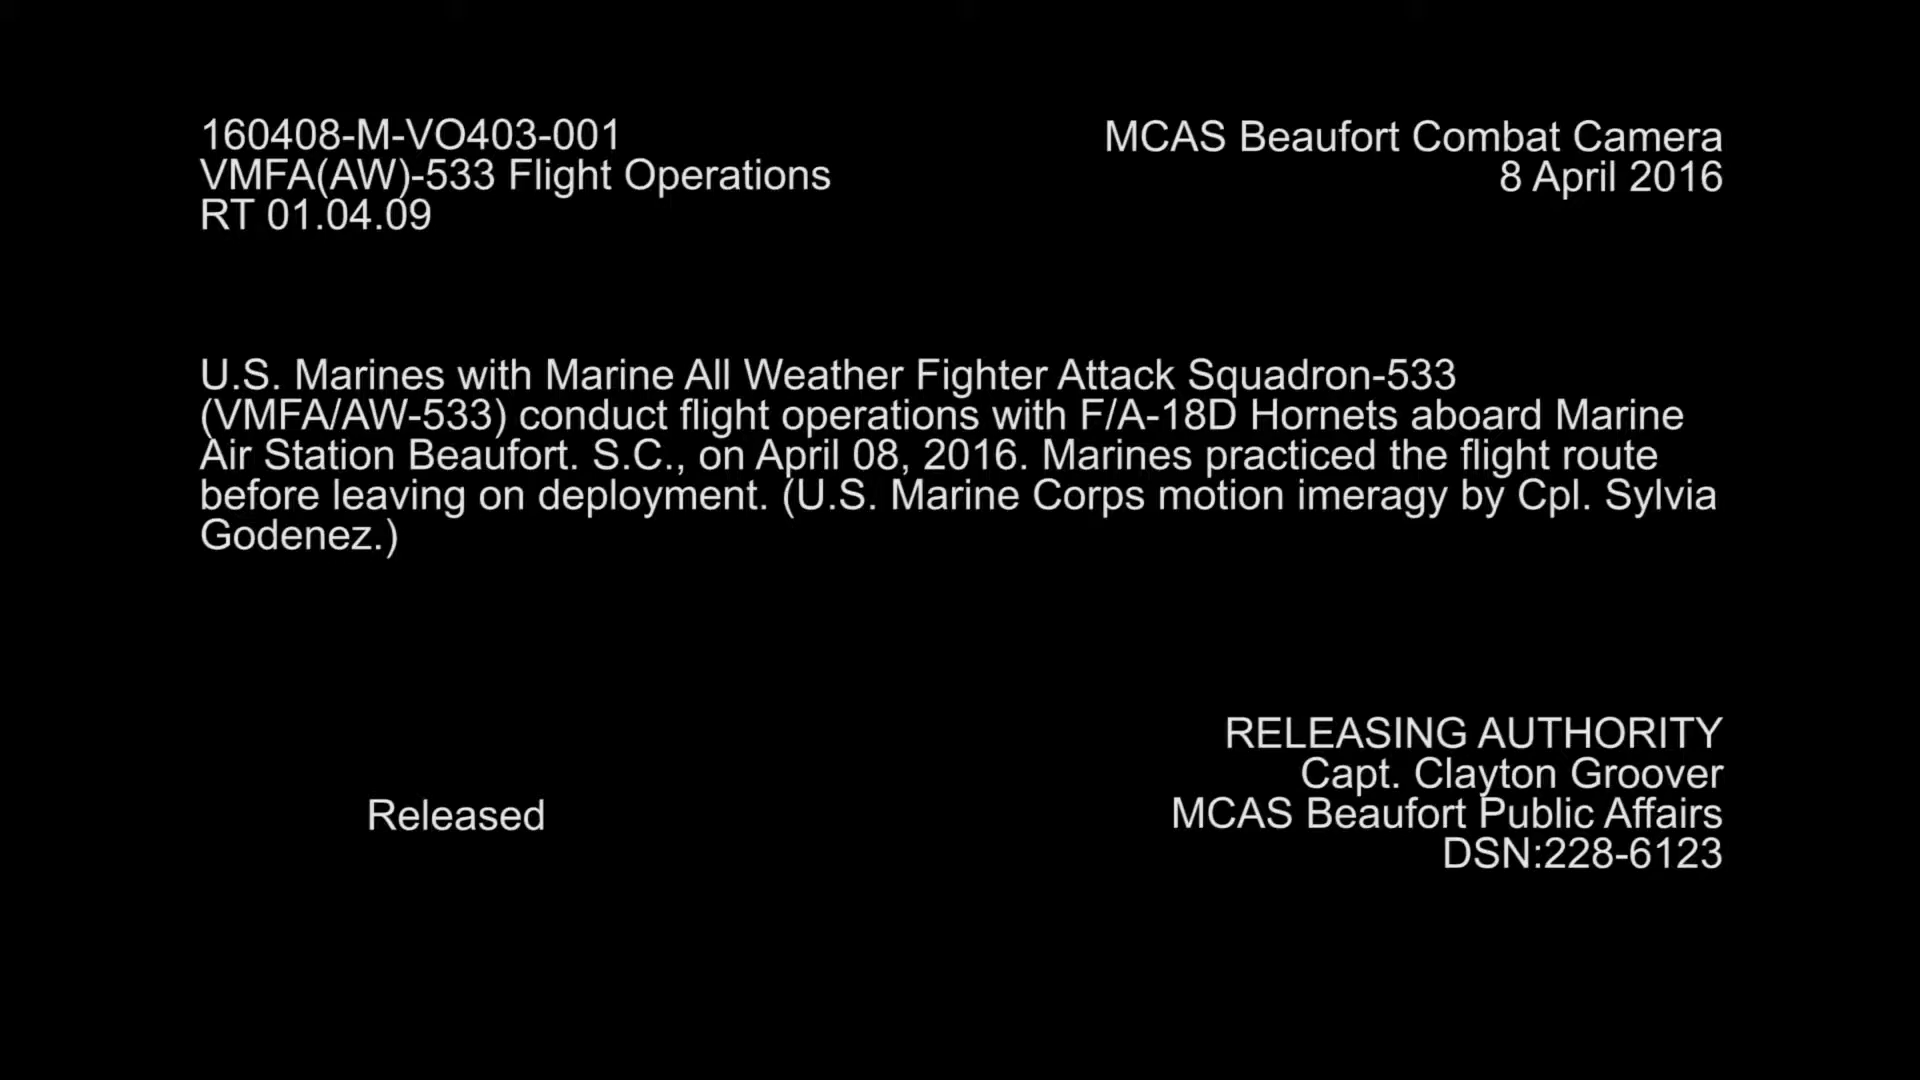 160408-M-VO403-001
VMFA(AW)-533 Flight Operations
RT 01.04.09
MCAS Beaufort Combat Camera
8 April 2016
U.S. Marines with Marine All Weather Fighter Attack Squadron-533
(VMFA/AW-533) conduct flight operations with F/A-18D Hornets aboard Marine
Air Station Beaufort. S.C., on April 08, 2016. Marines practiced the flight route
before leaving on deployment. (U.S. Marine Corps motion imeragy by Cpl. Sylvia
Godenez.)
Released
RELEASING AUTHORITY
Capt. Clayton Groover
MCAS Beaufort Public Affairs
DSN:228-6123